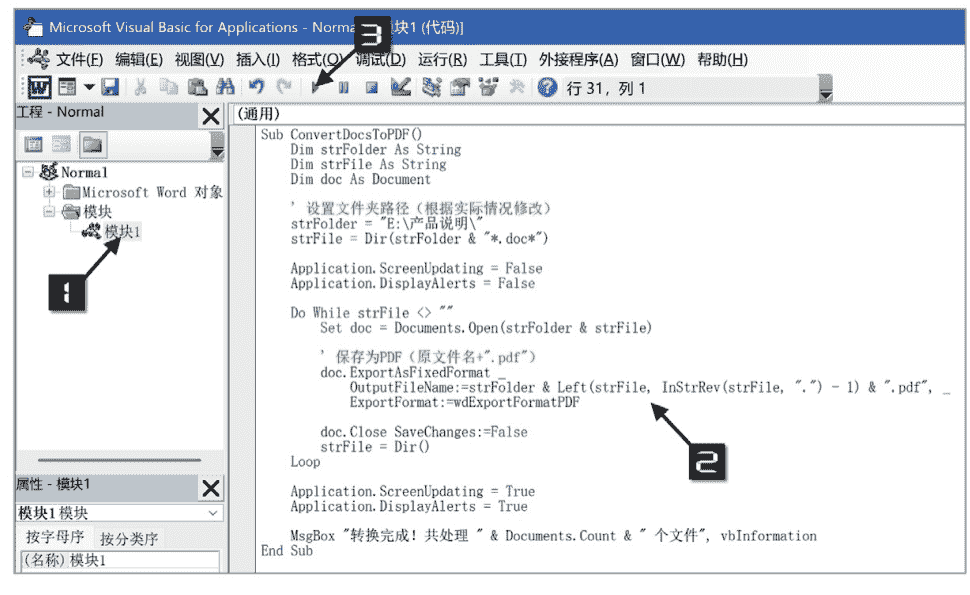 Microsoft Visual Basic for Applications - Norma 块1 (代码)]
3
文件(F) 编辑(E) 视图(V) 插入(I) 格式(O) 调试(D) 运行(R) 工具(T) 外接程序(A) 窗口(W) 帮助(H)
行 31, 列 1
工程 - Normal
(通用)
Normal
Microsoft Word 对象
模块
模块1
1
Sub ConvertDocsToPDF()
Dim strFolder As String
Dim strFile As String
Dim doc As Document
' 设置文件夹路径（根据实际情况修改）
strFolder = "E:\产品说明\"
strFile = Dir(strFolder & "*.doc*")
Application.ScreenUpdating = False
Application.DisplayAlerts = False
Do While strFile <> ""
Set doc = Documents.Open(strFolder & strFile)
' 保存为PDF（原文件名+".pdf"）
doc.ExportAsFixedFormat _
OutputFileName:=strFolder & Left(strFile, InStrRev(strFile, ".") - 1) & ".pdf", _
ExportFormat:=wdExportFormatPDF
2
doc.Close SaveChanges:=False
strFile = Dir()
Loop
Application.ScreenUpdating = True
Application.DisplayAlerts = True
MsgBox "转换完成！共处理 " & Documents.Count & " 个文件", vbInformation
End Sub
属性 - 模块1
模块1 模块
按字母序 按分类序
(名称) 模块1